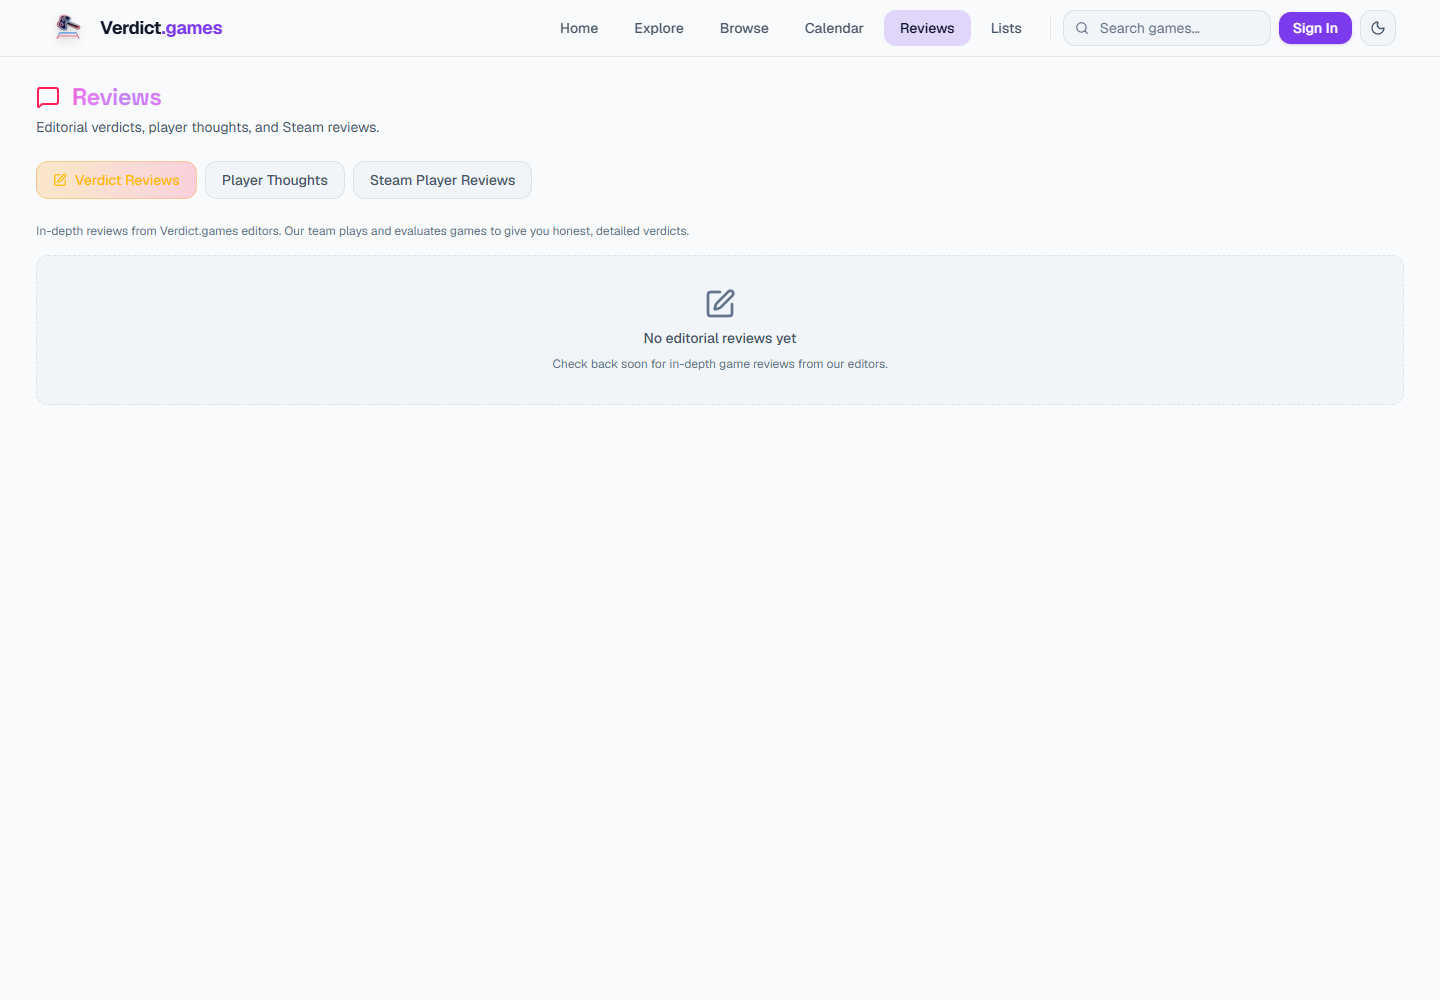 Verdict.games
Home
Explore
Browse
Calendar
Reviews
Lists
Search games...
Sign In
Reviews
Editorial verdicts, player thoughts, and Steam reviews.
Verdict Reviews
Player Thoughts
Steam Player Reviews
In-depth reviews from Verdict.games editors. Our team plays and evaluates games to give you honest, detailed verdicts.
No editorial reviews yet
Check back soon for in-depth game reviews from our editors.